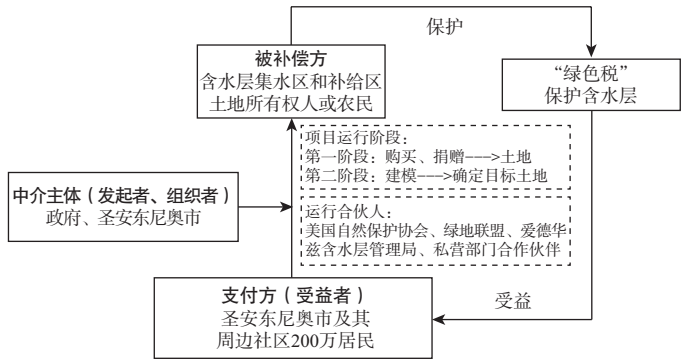 保护
被补偿方
含水层集水区和补给区
土地所有权人或农民
“绿色税”
保护含水层
项目运行阶段：
第一阶段：购买、捐赠--->土地
第二阶段：建模--->确定目标土地
中介主体（发起者、组织者）
政府、圣安东尼奥市
运行合伙人：
美国自然保护协会、绿地联盟、爱德华
兹含水层管理局、私营部门合作伙伴
支付方（受益者）
圣安东尼奥市及其
周边社区200万居民
受益